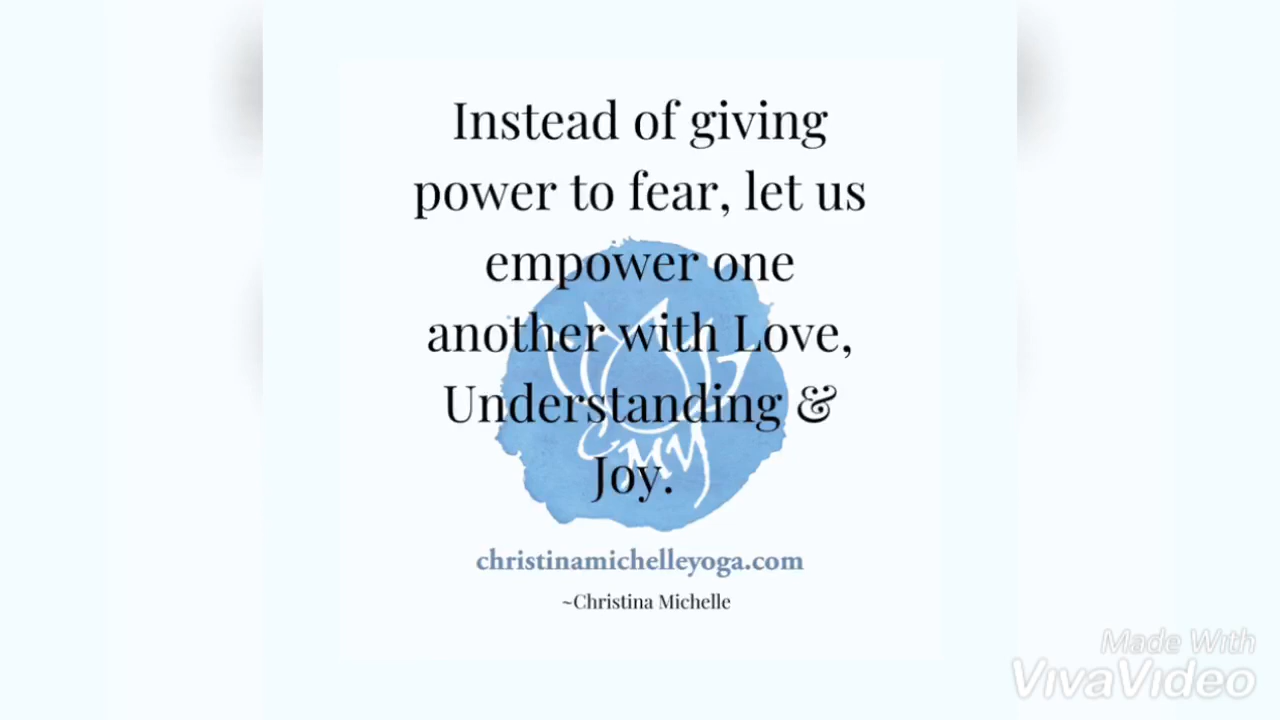 Instead of giving
power to fear, let us
empower one
another with Love,
Understanding &
Joy.
CMY
christinamichelleyoga.com
~Christina Michelle
Made With
VivaVideo